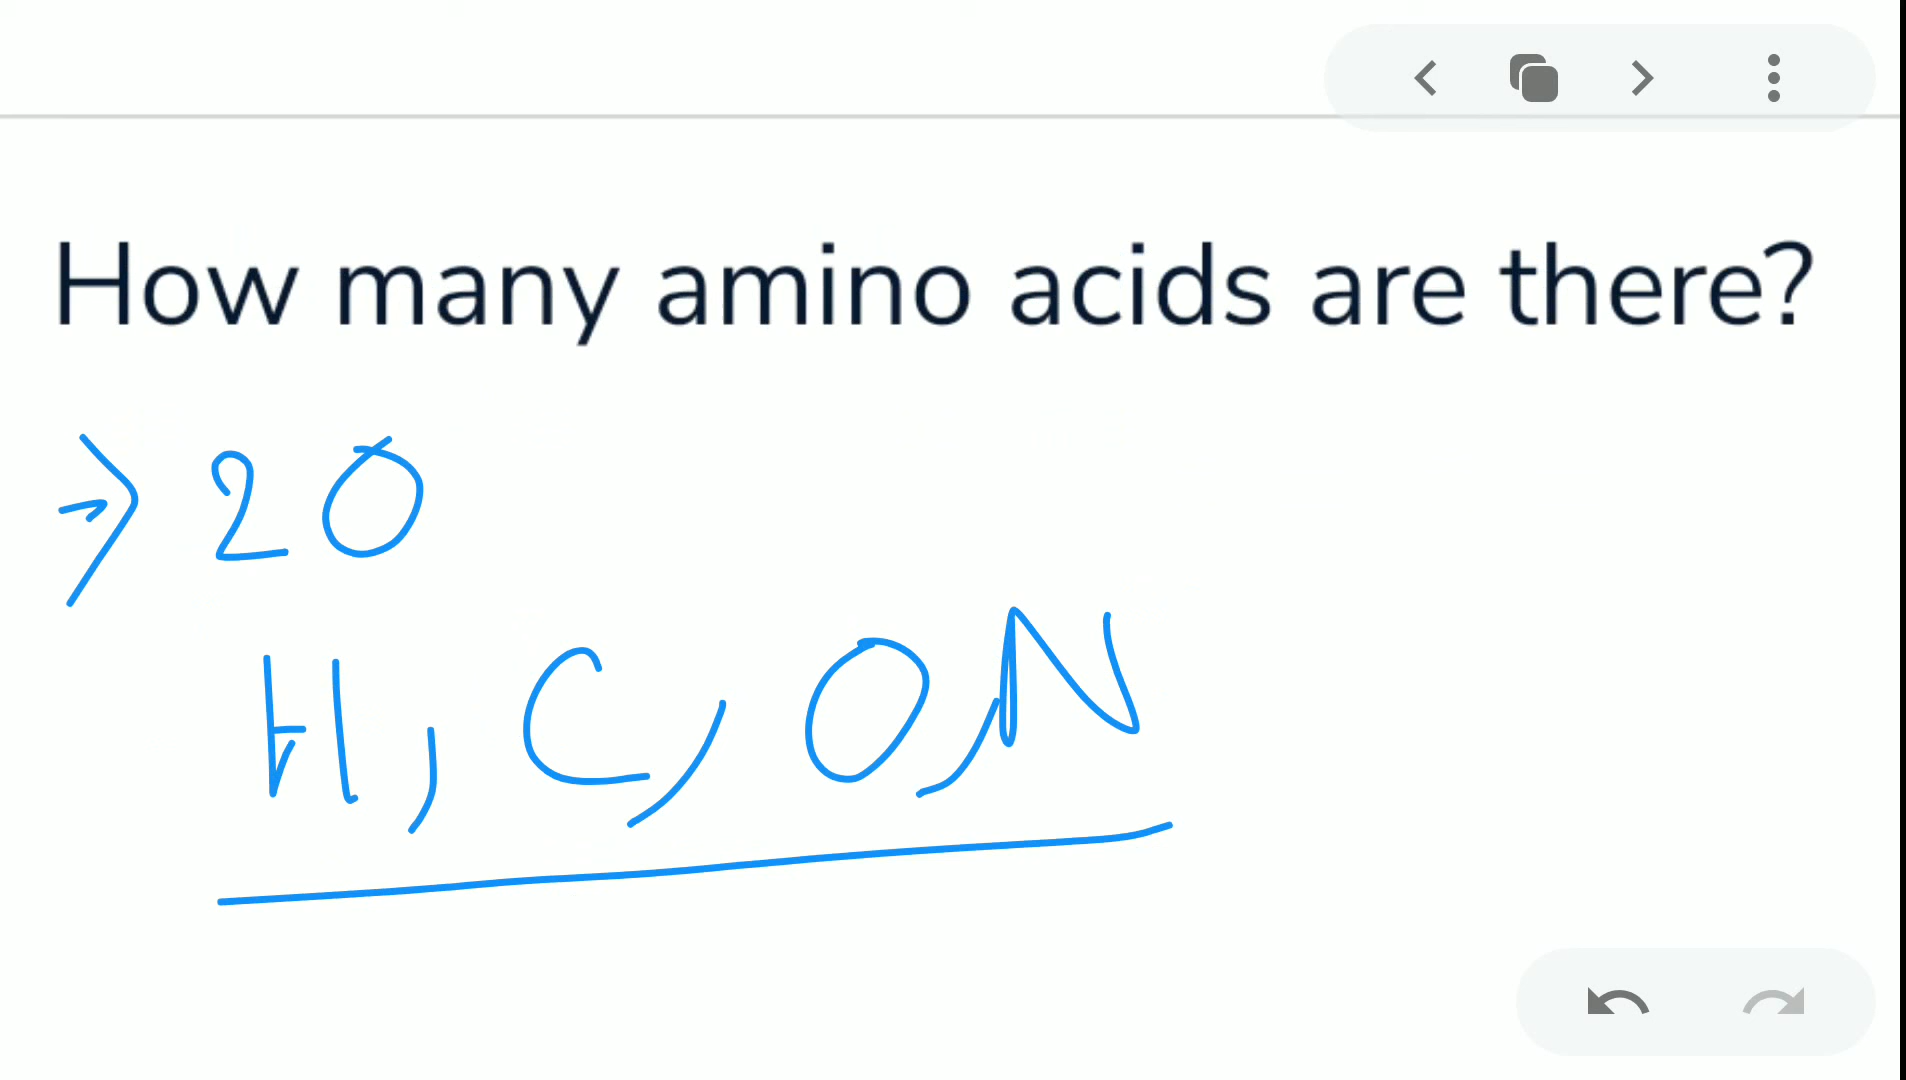 How many amino acids are there?
→ 20
H, C, O, N